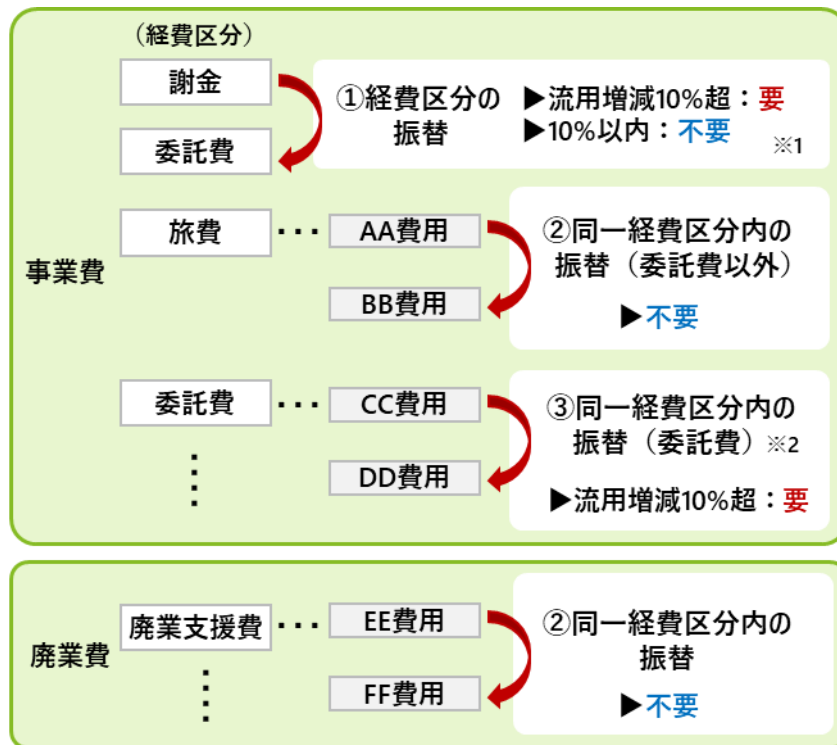 （経費区分）
謝金
①経費区分の
振替
▶流用増減10%超：要
▶10%以内：不要
※1
委託費
事業費
旅費
・・・
AA費用
BB費用
②同一経費区分内の
振替（委託費以外）
▶不要
委託費
・・・
CC費用
DD費用
③同一経費区分内の
振替（委託費）※2
▶流用増減10%超：要
廃業費
廃業支援費
・・・
EE費用
FF費用
②同一経費区分内の
振替
▶不要